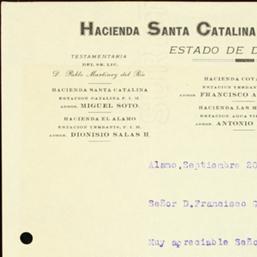 HACIENDA SANTA CATALINA
ESTADO DE D
TESTAMENTARIA
DEL SR. LIC.
D. Pablo Martínez del Río
HACIENDA SANTA CATALINA
ESTACION CATALINA F. I. M.
ADMOR. MIGUEL SOTO.
HACIENDA EL ALAMO
ESTACION YERBANIS, F. I. M.
ADMOR. DIONISIO SALAS H.
HACIENDA COVA
ESTACION YERBANI
ADMOR. FRANCISCO A
HACIENDA LAS M
ESTACION AGUA VI
ADMOR. ANTONIO
Alamo, Septiembre 20
Señor D. Francisco G
Muy apreciable Seño